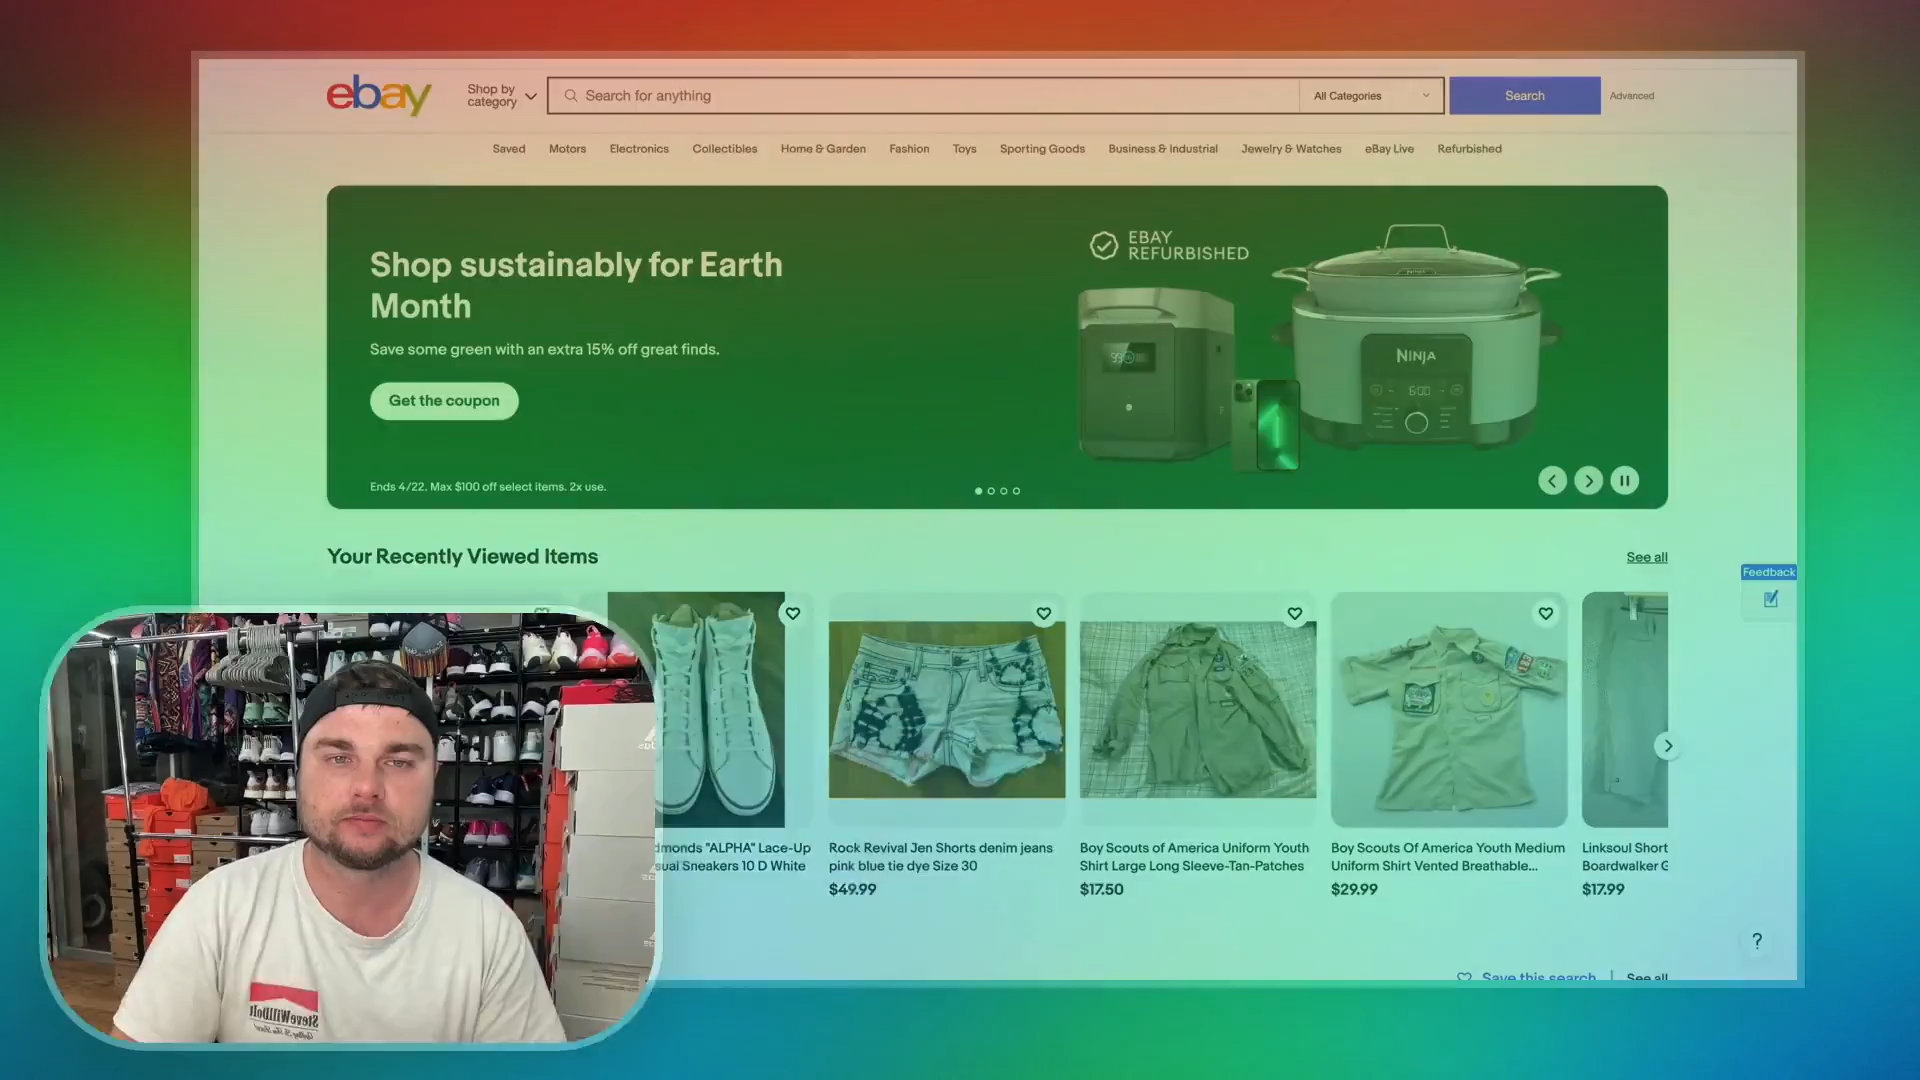 ebay
Shop by
category
Search for anything
All Categories
Search
Advanced
Saved
Motors
Electronics
Collectibles
Home & Garden
Fashion
Toys
Sporting Goods
Business & Industrial
Jewelry & Watches
eBay Live
Refurbished
Shop sustainably for Earth
Month
Save some green with an extra 15% off great finds.
Get the coupon
Ends 4/22. Max $100 off select items. 2x use.
EBAY
REFURBISHED
NINJA
6:00
Your Recently Viewed Items
See all
Feedback
dmonds "ALPHA" Lace-Up
sual Sneakers 10 D White
Rock Revival Jen Shorts denim jeans
pink blue tie dye Size 30
$49.99
Boy Scouts of America Uniform Youth
Shirt Large Long Sleeve-Tan-Patches
$17.50
Boy Scouts Of America Youth Medium
Uniform Shirt Vented Breathable...
$29.99
Linksoul Short
Boardwalker G
$17.99
?
Save this search
See all
SteveWillDoIt